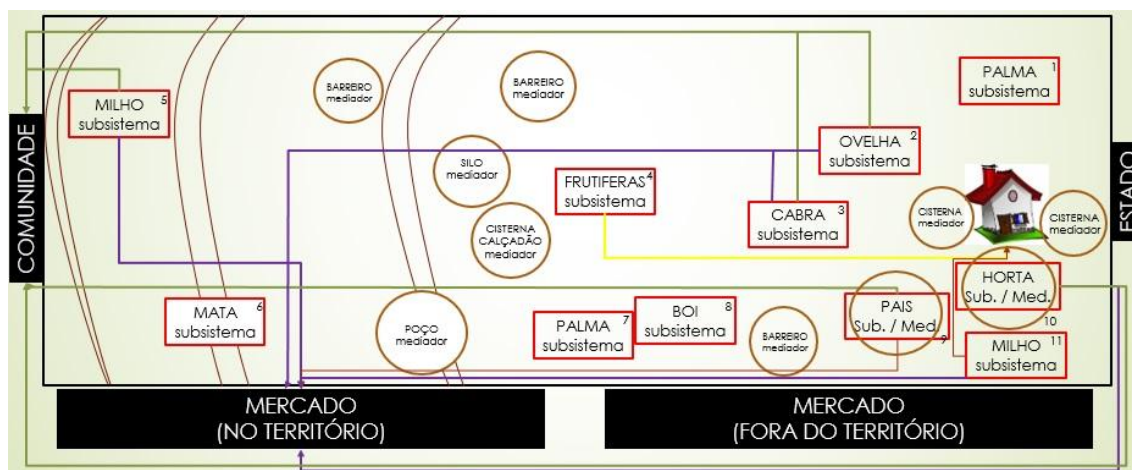 PALMA 1
subsistema
BARREIRO
mediador
BARREIRO
mediador
MILHO 5
subsistema
OVELHA 2
subsistema
SILO
mediador
FRUTIFERAS 4
subsistema
CABRA 3
subsistema
CISTERNA
mediador
CISTERNA
mediador
CISTERNA
CALÇADÃO
mediador
COMUNIDADE
ESTADO
HORTA
Sub. / Med.
10
MATA 6
subsistema
POÇO
mediador
PALMA 7
subsistema
BOI 8
subsistema
BARREIRO
mediador
PAIS
Sub. / Med.
9
MILHO 11
subsistema
MERCADO
(NO TERRITÓRIO)
MERCADO
(FORA DO TERRITÓRIO)